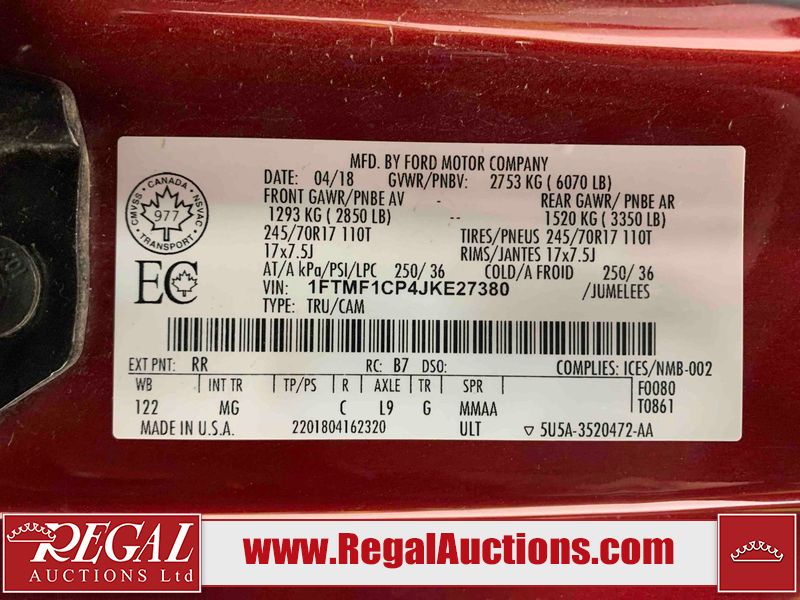 MFD. BY FORD MOTOR COMPANY
DATE: 04/18 GVWR/PNBV: 2753 KG ( 6070 LB)
FRONT GAWR/PNBE AV -- REAR GAWR/ PNBE AR
1293 KG ( 2850 LB) -- 1520 KG ( 3350 LB)
245/70R17 110T TIRES/PNEUS 245/70R17 110T
17x7.5J RIMS/JANTES 17x7.5J
AT/A kPa/PSI/LPC 250/ 36 COLD/A FROID 250/ 36
VIN: 1FTMF1CP4JKE27380 /JUMELEES
TYPE: TRU/CAM
CMVSS · CANADA · NSVAC
977
TRANSPORT
EC
EXT PNT: RR RC: B7 DSO: COMPLIES: ICES/NMB-002
WB INT TR TP/PS R AXLE TR SPR F0080
122 MG C L9 G MMAA T0861
MADE IN U.S.A. 2201804162320 ULT ▽ 5U5A-3520472-AA
REGAL
AUCTIONS Ltd
www.RegalAuctions.com